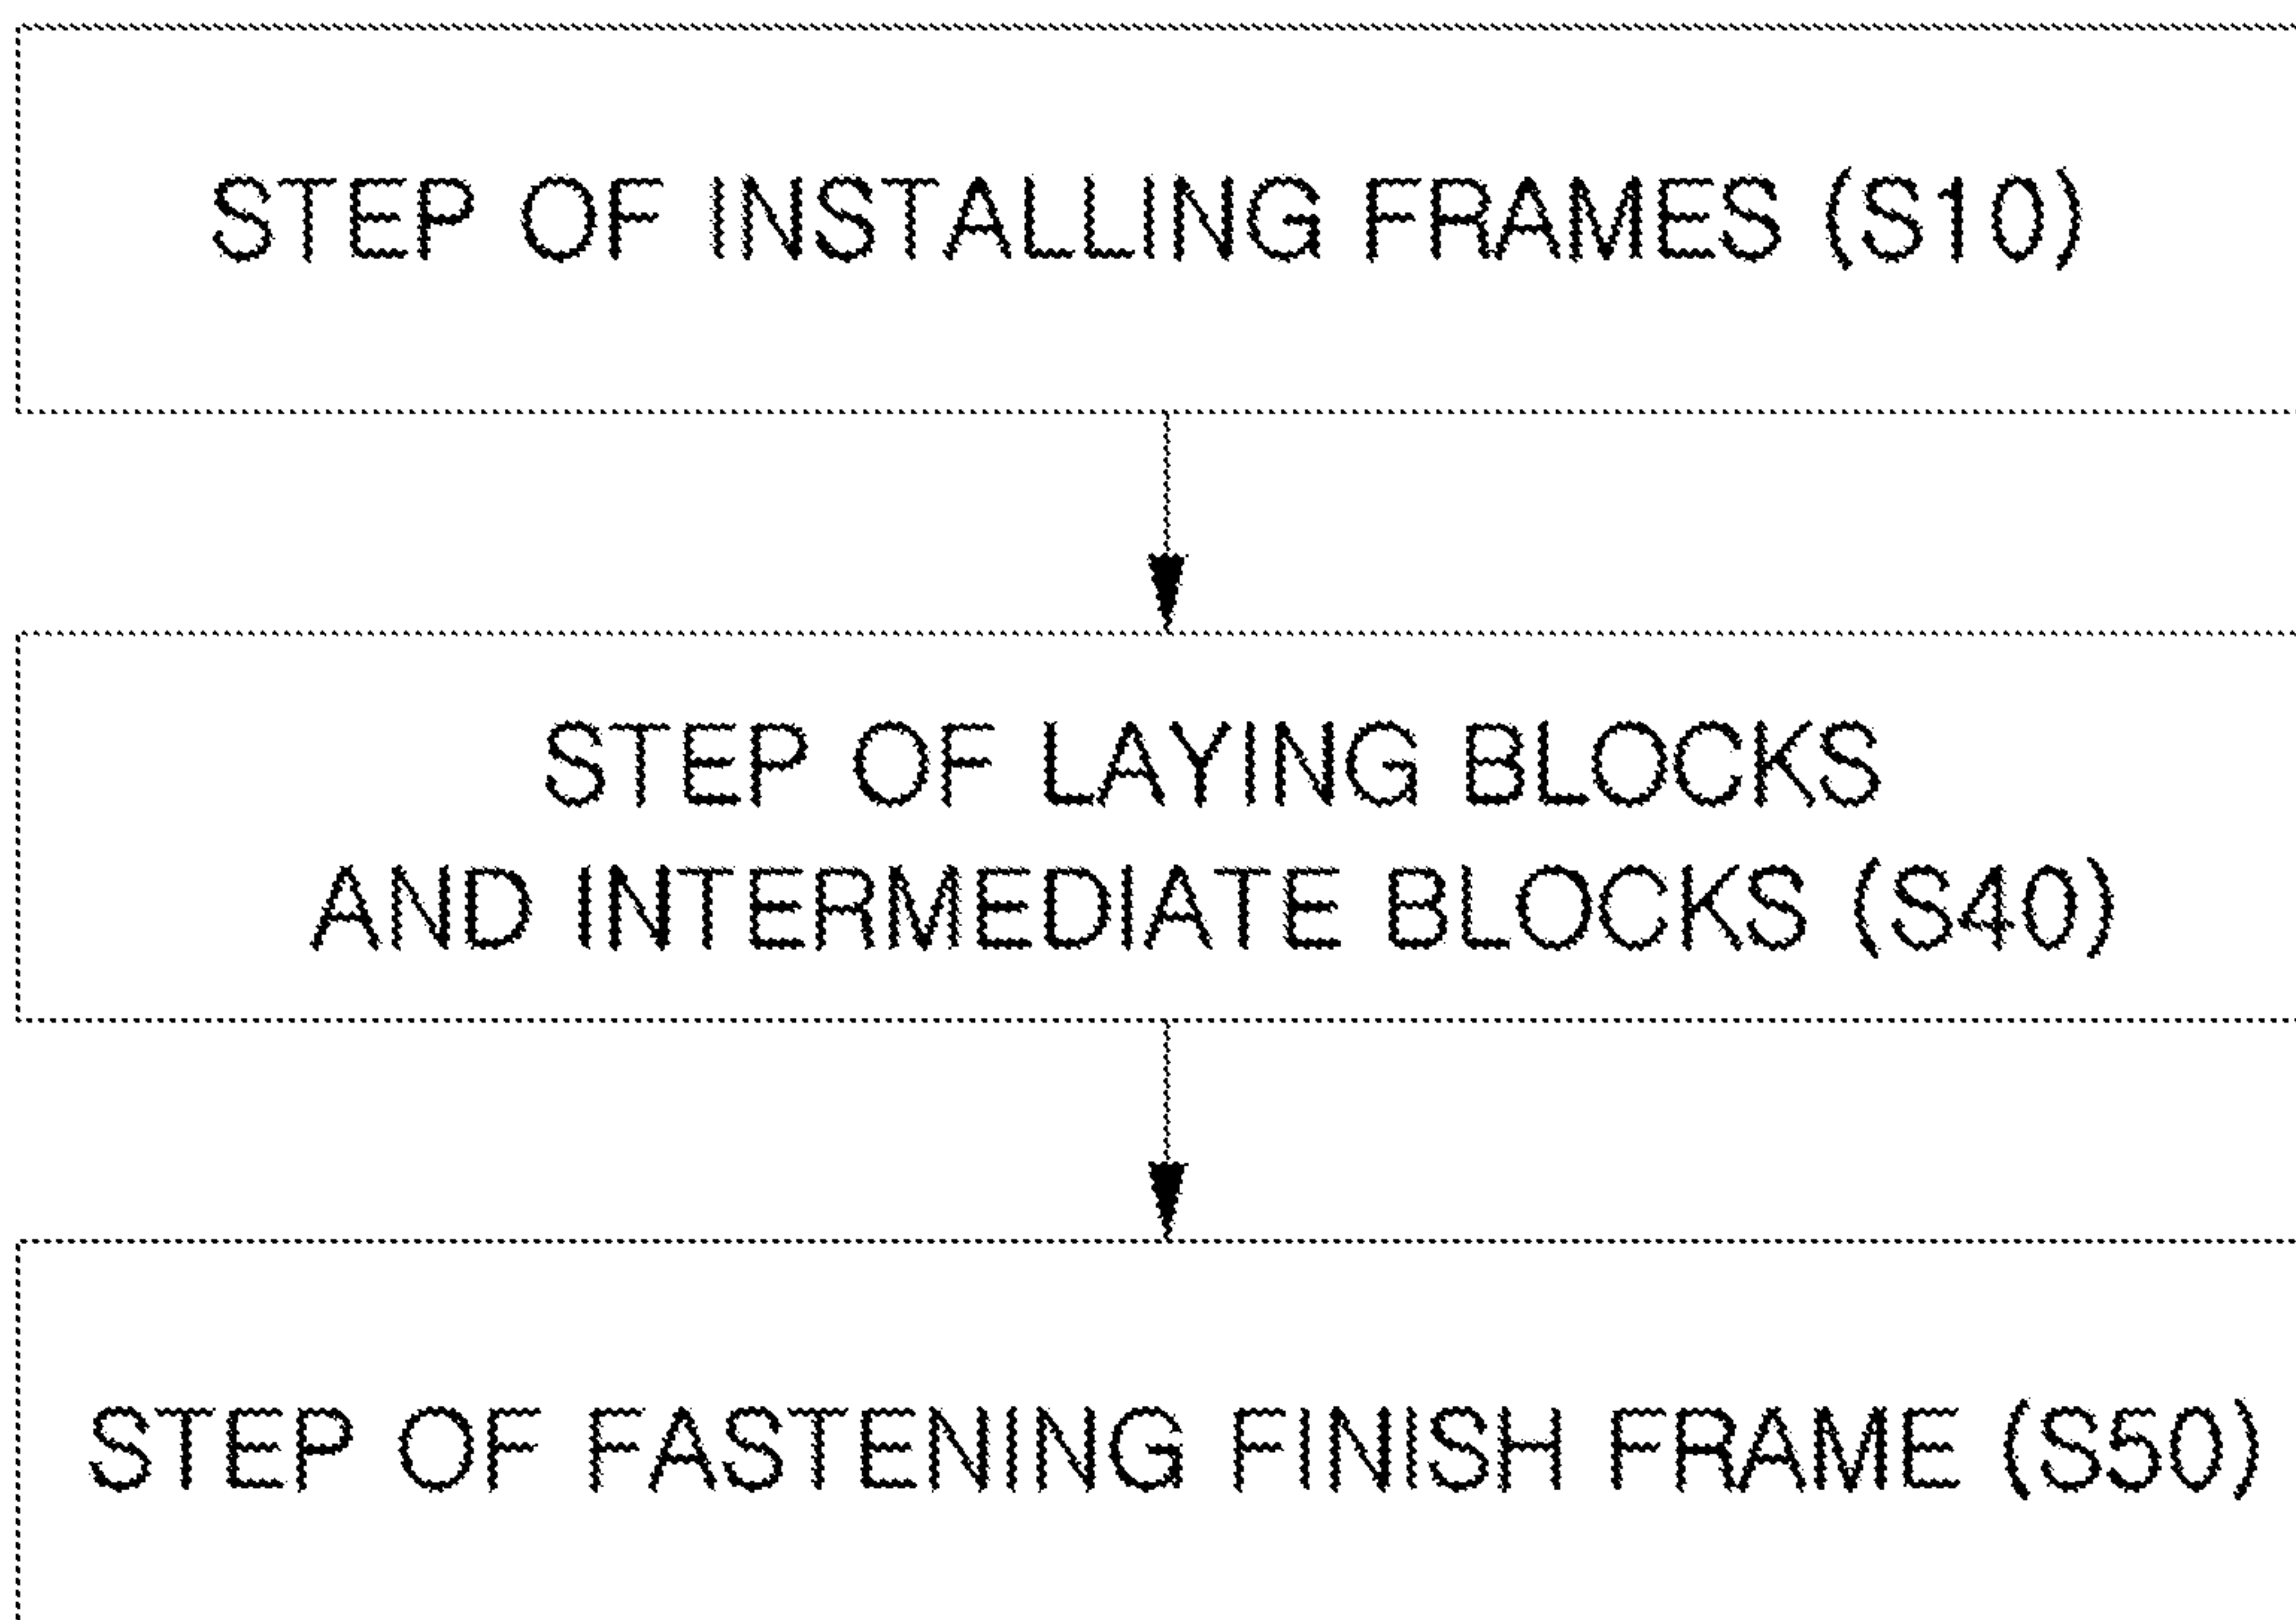 STEP OF INSTALLING FRAMES (S10)
STEP OF LAYING BLOCKS
AND INTERMEDIATE BLOCKS (S40)
STEP OF FASTENING FINISH FRAME (S50)